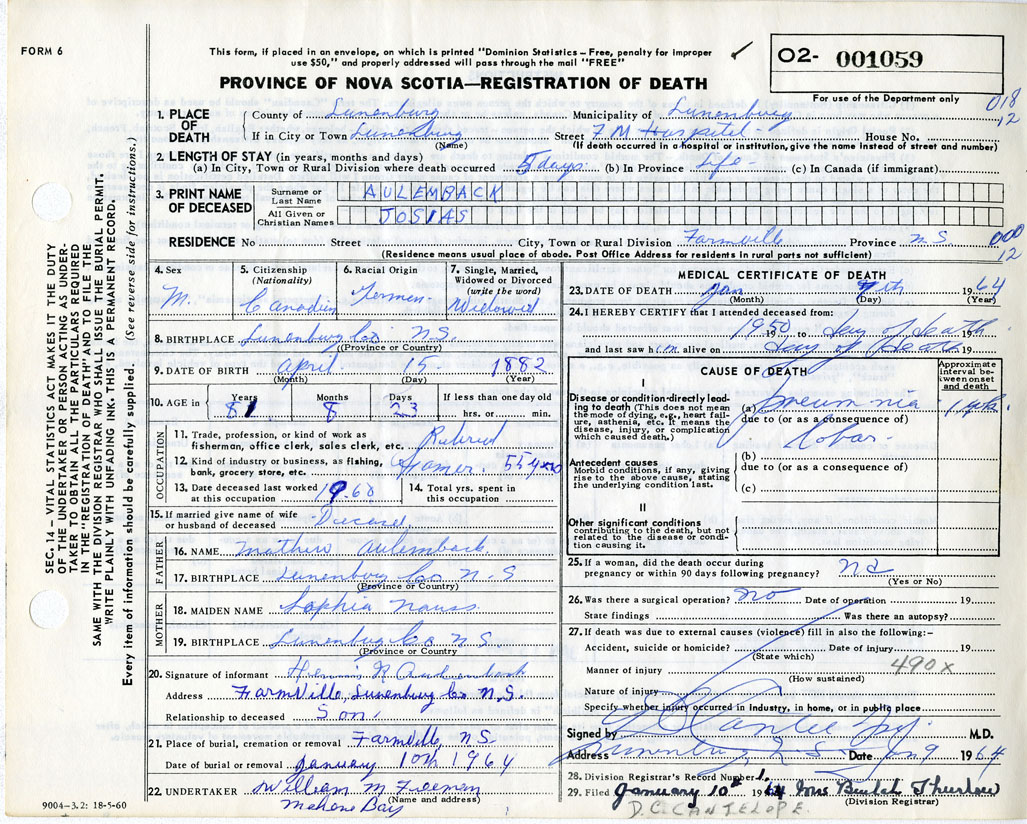 FORM 6
This form, if placed in an envelope, on which is printed "Dominion Statistics – Free, penalty for improper
use $50," and properly addressed will pass through the mail "FREE"
PROVINCE OF NOVA SCOTIA—REGISTRATION OF DEATH
O2- 001059
For use of the Department only
018
12
1. PLACE OF DEATH
County of Lunenburg Municipality of Lunenburg
If in City or Town Lunenburg Street F M Hospital - House No.
(Name) (If death occurred in a hospital or institution, give the name instead of street and number)
2. LENGTH OF STAY (in years, months and days)
(a) In City, Town or Rural Division where death occurred 5 days (b) In Province Life - (c) In Canada (if immigrant)
3. PRINT NAME OF DECEASED
Surname or Last Name AULEMBACK
All Given or Christian Names JOSIAS
RESIDENCE No Street City, Town or Rural Division Farmville Province N.S.
000
12
(Residence means usual place of abode. Post Office Address for residents in rural parts not sufficient)
4. Sex M.
5. Citizenship (Nationality) Canadian
6. Racial Origin German
7. Single, Married, Widowed or Divorced (write the word) Widowed
8. BIRTHPLACE Lunenburg Co N.S.
(Province or Country)
9. DATE OF BIRTH April 15. 1882
(Month) (Day) (Year)
10. AGE in Years 81 Months 8 Days 23 If less than one day old hrs. or min.
OCCUPATION
11. Trade, profession, or kind of work as fisherman, office clerk, sales clerk, etc. Retired
12. Kind of industry or business, as fishing, bank, grocery store, etc. 554
13. Date deceased last worked at this occupation 1960
14. Total yrs. spent in this occupation
15. If married give name of wife or husband of deceased
FATHER
16. NAME Mathew Aulemback
17. BIRTHPLACE Lunenburg Co N.S
(Province or Country)
MOTHER
18. MAIDEN NAME Sophia Nauss
19. BIRTHPLACE Lunenburg Co N.S.
(Province or Country)
20. Signature of informant
Address Farmville, Lunenburg Co N.S.
Relationship to deceased Son.
21. Place of burial, cremation or removal Farmville, N.S.
Date of burial or removal January 10th 1964
22. UNDERTAKER William M Freeman
(Name and address)
Mahone Bay
9004–3.2: 18-5-60
MEDICAL CERTIFICATE OF DEATH
23. DATE OF DEATH Jan 1964
(Month) (Day) (Year)
24. I HEREBY CERTIFY that I attended deceased from:
1950 to day of death 19
and last saw him alive on day of Death 19
CAUSE OF DEATH
Approximate interval between onset and death
I
Disease or condition directly leading to death (This does not mean the mode of dying, e.g., heart failure, asthenia, etc. It means the disease, injury, or complication which caused death.)
(a) Pneumonia 1 wk.
due to (or as a consequence of)
Lobar -
Antecedent causes
Morbid conditions, if any, giving rise to the above cause, stating the underlying condition last.
(b)
due to (or as a consequence of)
(c)
II
Other significant conditions
contributing to the death, but not related to the disease or condition causing it.
25. If a woman, did the death occur during pregnancy or within 90 days following pregnancy?
(Yes or No)
26. Was there a surgical operation? No Date of operation 19
State findings Was there an autopsy?
27. If death was due to external causes (violence) fill in also the following:–
Accident, suicide or homicide? Date of injury 19
(State which)
Manner of injury 490X
(How sustained)
Nature of injury
Specify whether injury occurred in industry, in home, or in public place
Signed by M.D.
Address Lunenburg N.S. Date Jan 9 1964
28. Division Registrar's Record Number 1.
29. Filed January 10th 1964 Mrs Beulah Thurlow
(Division Registrar)
D.C. CANTELOPE.
SEC. 14 – VITAL STATISTICS ACT MAKES IT THE DUTY
OF THE UNDERTAKER OR PERSON ACTING AS UNDER-
TAKER TO OBTAIN ALL THE PARTICULARS REQUIRED
IN THE "REGISTRATION OF DEATH" AND TO FILE THE
SAME WITH THE DIVISION REGISTRAR WHO SHALL ISSUE THE BURIAL PERMIT.
WRITE PLAINLY WITH UNFADING INK. THIS IS A PERMANENT RECORD.
Every item of information should be carefully supplied. (See reverse side for instructions.)